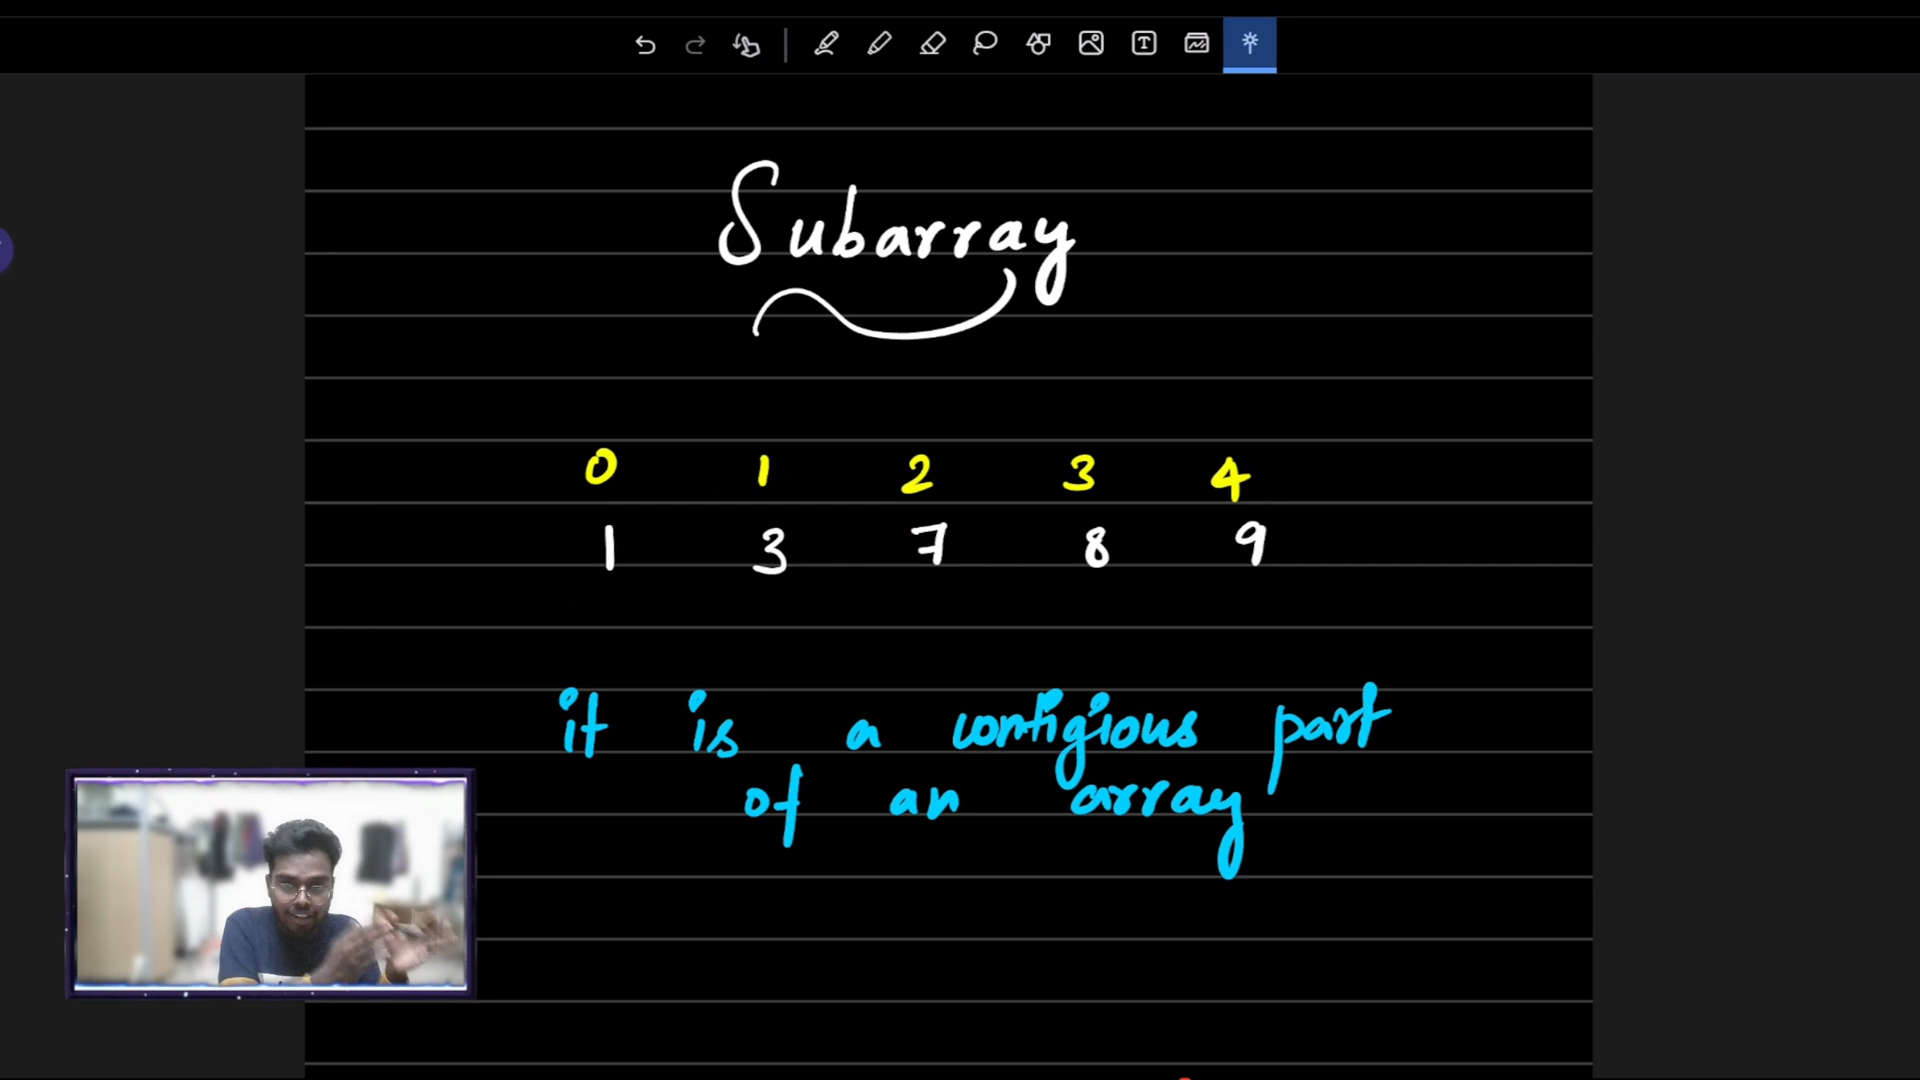 Subarray
0 1 2 3 4
1 3 7 8 9
it is a contigious part
of an array